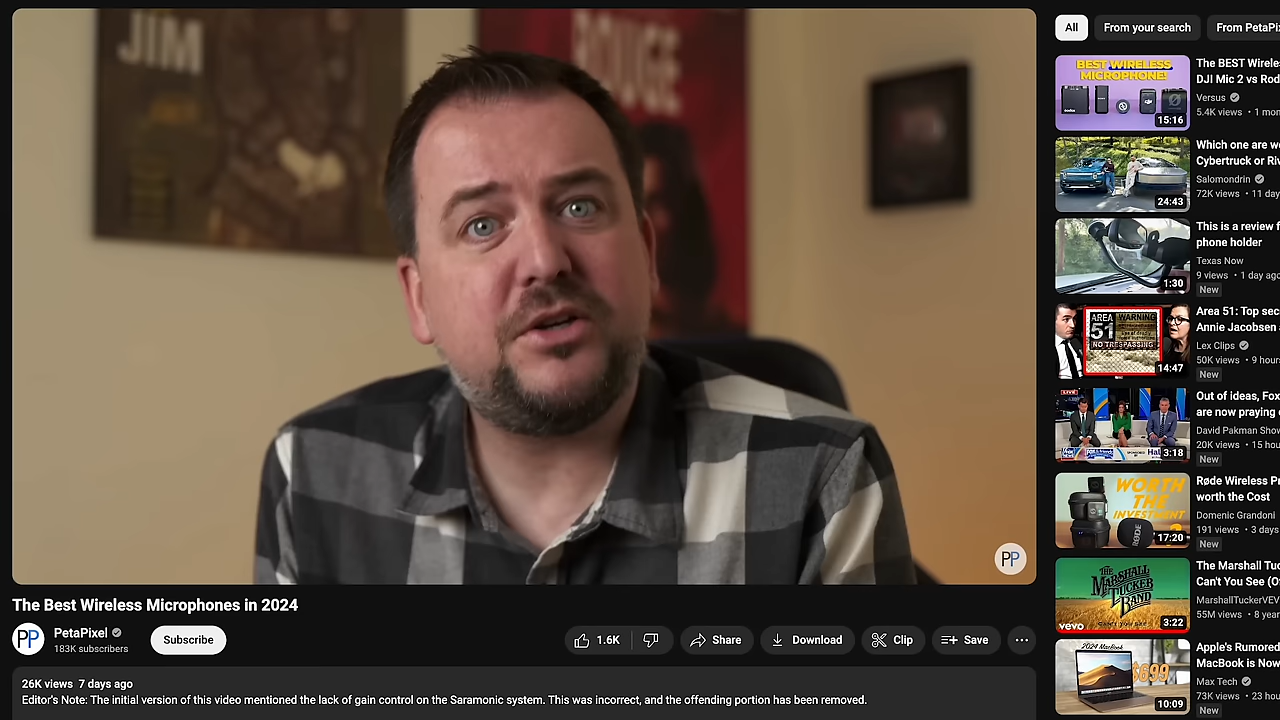 JIM
ROUGE
PP
The Best Wireless Microphones in 2024
PP
PetaPixel
183K subscribers
Subscribe
1.6K
Share
Download
Clip
Save
26K views 7 days ago
Editor's Note: The initial version of this video mentioned the lack of gain control on the Saramonic system. This was incorrect, and the offending portion has been removed.
All
From your search
From PetaPix
BEST WIRELESS
MICROPHONE!
15:16
The BEST Wirele
DJI Mic 2 vs Rod
Versus
5.4K views • 1 mon
24:43
Which one are we
Cybertruck or RI
Salomondrin
72K views • 11 day
1:30
This is a review f
phone holder
Texas Now
9 views • 1 day ago
New
AREA
51
WARNING
NO TRESPASSING
14:47
Area 51: Top sec
Annie Jacobsen
Lex Clips
50K views • 9 hours
New
LIVE
3:18
Out of ideas, Fox
are now praying
David Pakman Show
20K views • 15 hou
New
WORTH
THE
INVESTMENT
RØDE
17:20
Røde Wireless Pr
worth the Cost
Domenic Grandoni
191 views • 3 days
New
THE
MARSHALL
TUCKER
BAND
vevo
3:22
The Marshall Tuc
Can't You See (O
MarshallTuckerVEV
55M views • 8 year
2024 MacBook
$699
10:09
Apple's Rumored
MacBook is Now
Max Tech
73K views • 23 hou
New